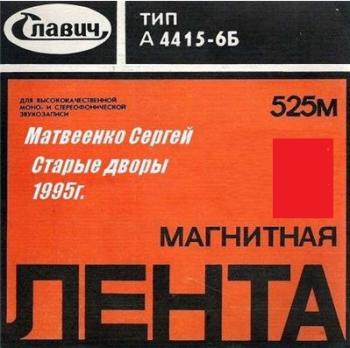 Славич
ТИП
А 4415-6Б
ДЛЯ ВЫСОКОКАЧЕСТВЕННОЙ
МОНО- И СТЕРЕОФОНИЧЕСКОЙ
ЗВУКОЗАПИСИ
525М
Матвеенко Сергей
Старые дворы
1995г.
МАГНИТНАЯ
ЛЕНТА